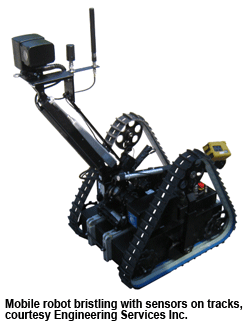 Mobile robot bristling with sensors on tracks,
courtesy Engineering Services Inc.